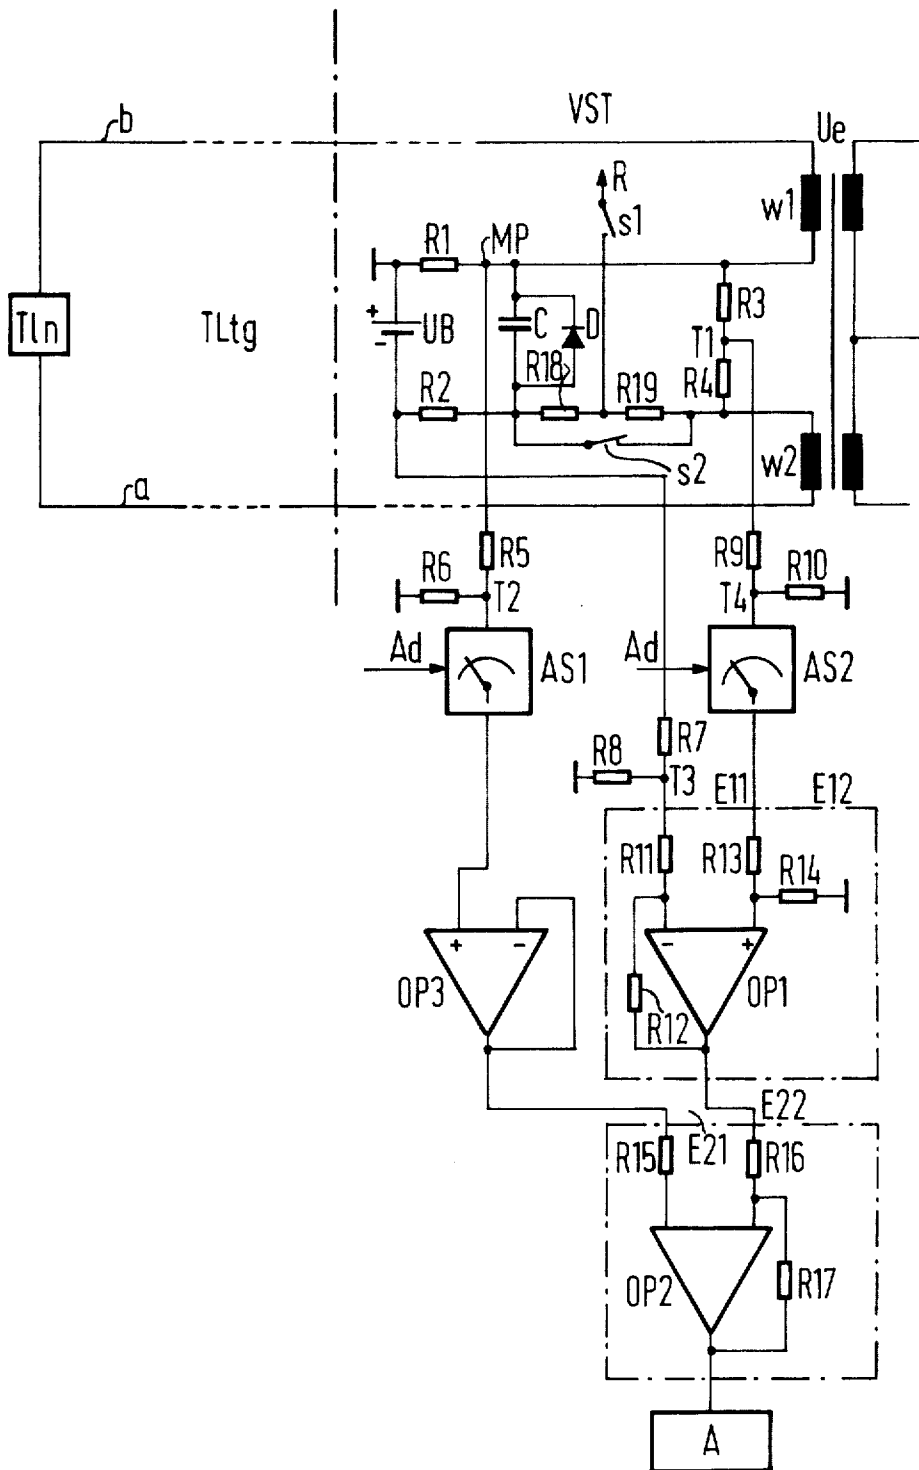 VST
b
Ue
R
s1
w1
R1
MP
R3
+
-
UB
C
D
T1
Tln
TLtg
R18
R4
R2
R19
s2
w2
a
R6
R5
T2
R9
R10
T4
Ad
AS1
Ad
AS2
R8
R7
T3
E11
E12
R11
R13
R14
+
-
-
+
OP3
OP1
R12
E22
E21
R15
R16
OP2
R17
A